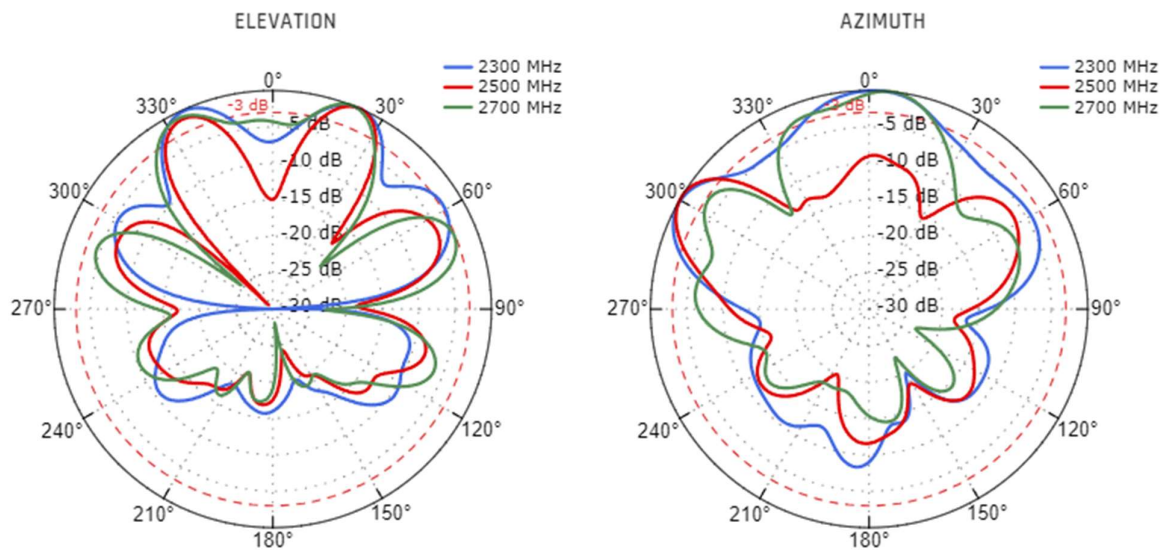 ELEVATION
2300 MHz
2500 MHz
2700 MHz
0°
30°
60°
90°
120°
150°
180°
210°
240°
270°
300°
330°
-3 dB
-5 dB
-10 dB
-15 dB
-20 dB
-25 dB
-30 dB
AZIMUTH
2300 MHz
2500 MHz
2700 MHz
0°
30°
60°
90°
120°
150°
180°
210°
240°
270°
300°
330°
-3 dB
-5 dB
-10 dB
-15 dB
-20 dB
-25 dB
-30 dB